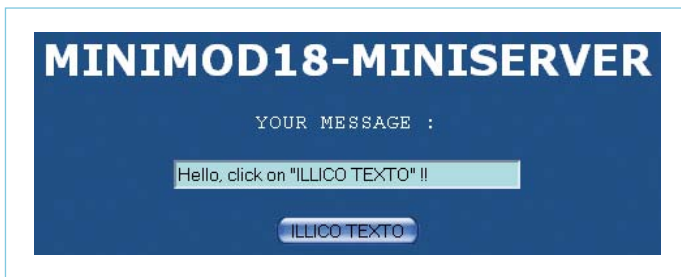 MINIMOD18-MINISERVER
YOUR MESSAGE :
Hello, click on "ILLICO TEXTO" !!
ILLICO TEXTO